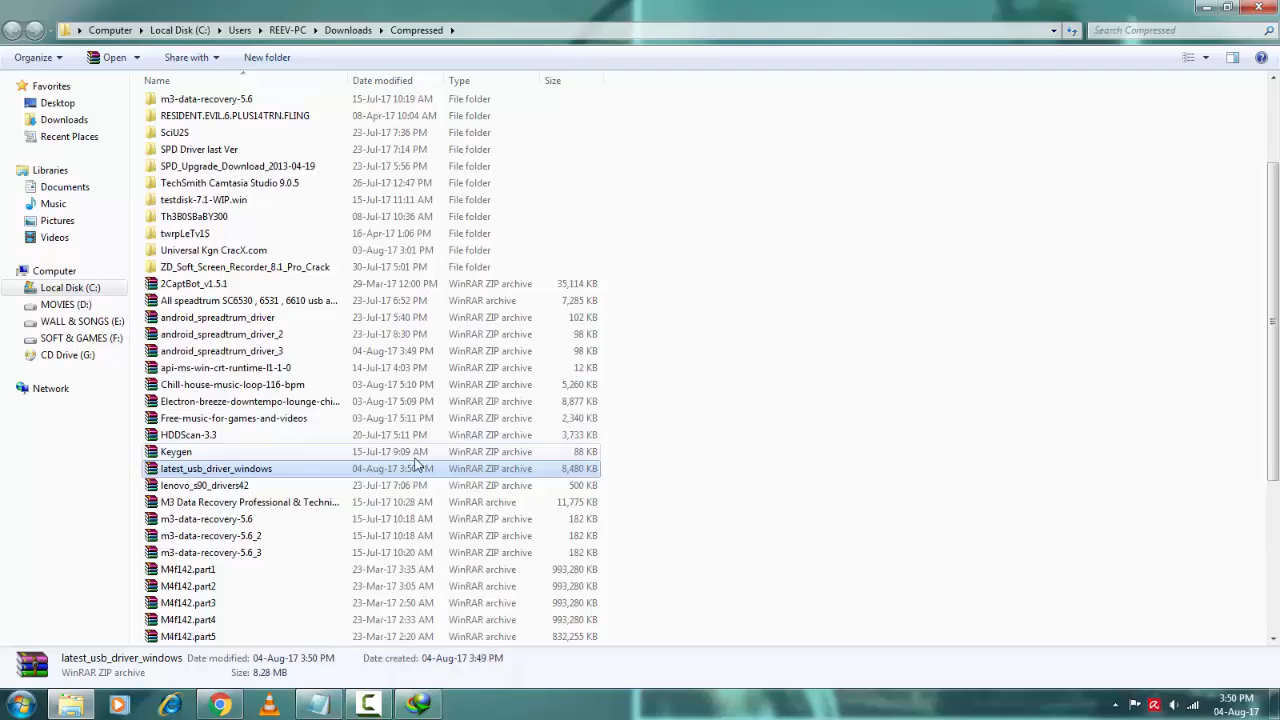 Computer Local Disk (C:) Users REEV-PC Downloads Compressed Search Compressed
Organize Open Share with New folder
Name Date modified Type Size
Favorites
Desktop
Downloads
Recent Places
Libraries
Documents
Music
Pictures
Videos
Computer
Local Disk (C:)
MOVIES (D:)
WALL & SONGS (E:)
SOFT & GAMES (F:)
CD Drive (G:)
Network
m3-data-recovery-5.6 15-Jul-17 10:19 AM File folder
RESIDENT.EVIL.6.PLUS14TRN.FLING 08-Apr-17 10:04 AM File folder
SciU2S 23-Jul-17 7:36 PM File folder
SPD Driver last Ver 23-Jul-17 7:14 PM File folder
SPD_Upgrade_Download_2013-04-19 23-Jul-17 5:56 PM File folder
TechSmith Camtasia Studio 9.0.5 26-Jul-17 12:47 PM File folder
testdisk-7.1-WIP.win 15-Jul-17 11:11 AM File folder
Th3B0SBaBY300 08-Jul-17 10:36 AM File folder
twrpLeTv1S 16-Apr-17 1:06 PM File folder
Universal Kgn CracX.com 03-Aug-17 3:01 PM File folder
ZD_Soft_Screen_Recorder_8.1_Pro_Crack 30-Jul-17 5:01 PM File folder
2CaptBot_v1.5.1 29-Mar-17 12:00 PM WinRAR ZIP archive 35,114 KB
All speadtrum SC6530 , 6531 , 6610 usb a... 23-Jul-17 6:52 PM WinRAR archive 7,285 KB
android_spreadtrum_driver 23-Jul-17 5:40 PM WinRAR ZIP archive 102 KB
android_spreadtrum_driver_2 23-Jul-17 8:30 PM WinRAR ZIP archive 98 KB
android_spreadtrum_driver_3 04-Aug-17 3:49 PM WinRAR ZIP archive 98 KB
api-ms-win-crt-runtime-l1-1-0 14-Jul-17 4:03 PM WinRAR ZIP archive 12 KB
Chill-house-music-loop-116-bpm 03-Aug-17 5:10 PM WinRAR ZIP archive 5,260 KB
Electron-breeze-downtempo-lounge-chi... 03-Aug-17 5:09 PM WinRAR ZIP archive 8,877 KB
Free-music-for-games-and-videos 03-Aug-17 5:11 PM WinRAR ZIP archive 2,340 KB
HDDScan-3.3 20-Jul-17 5:11 PM WinRAR ZIP archive 3,733 KB
Keygen 15-Jul-17 9:09 AM WinRAR ZIP archive 88 KB
latest_usb_driver_windows 04-Aug-17 3:50 PM WinRAR ZIP archive 8,480 KB
lenovo_s90_drivers42 23-Jul-17 7:06 PM WinRAR ZIP archive 500 KB
M3 Data Recovery Professional & Techni... 15-Jul-17 10:28 AM WinRAR archive 11,775 KB
m3-data-recovery-5.6 15-Jul-17 10:18 AM WinRAR ZIP archive 182 KB
m3-data-recovery-5.6_2 15-Jul-17 10:18 AM WinRAR ZIP archive 182 KB
m3-data-recovery-5.6_3 15-Jul-17 10:20 AM WinRAR ZIP archive 182 KB
M4f142.part1 23-Mar-17 3:35 AM WinRAR archive 993,280 KB
M4f142.part2 23-Mar-17 3:05 AM WinRAR archive 993,280 KB
M4f142.part3 23-Mar-17 2:50 AM WinRAR archive 993,280 KB
M4f142.part4 23-Mar-17 2:33 AM WinRAR archive 993,280 KB
M4f142.part5 23-Mar-17 2:20 AM WinRAR archive 832,255 KB
latest_usb_driver_windows Date modified: 04-Aug-17 3:50 PM Date created: 04-Aug-17 3:49 PM
WinRAR ZIP archive Size: 8.28 MB
3:50 PM
04-Aug-17